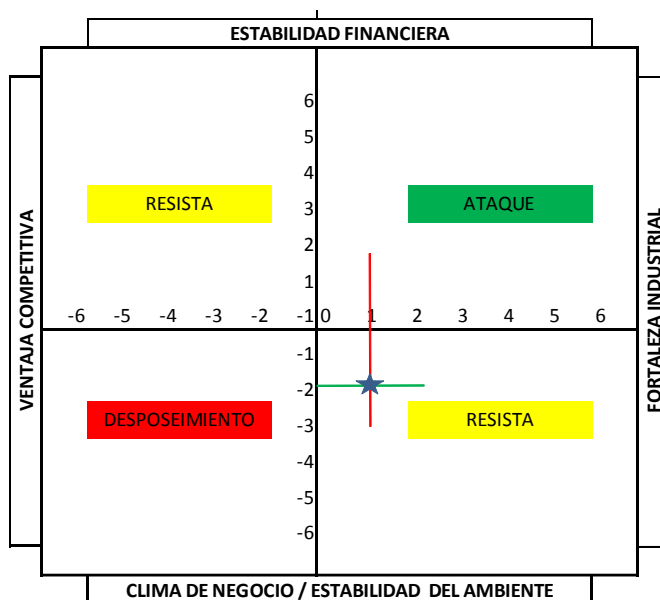 ESTABILIDAD FINANCIERA
VENTAJA COMPETITIVA
FORTALEZA INDUSTRIAL
6
5
4
RESISTA
3
ATAQUE
2
1
-6 -5 -4 -3 -2 -1 0 1 2 3 4 5 6
-1
-2
DESPOSEIMIENTO
-3
RESISTA
-4
-5
-6
CLIMA DE NEGOCIO / ESTABILIDAD DEL AMBIENTE